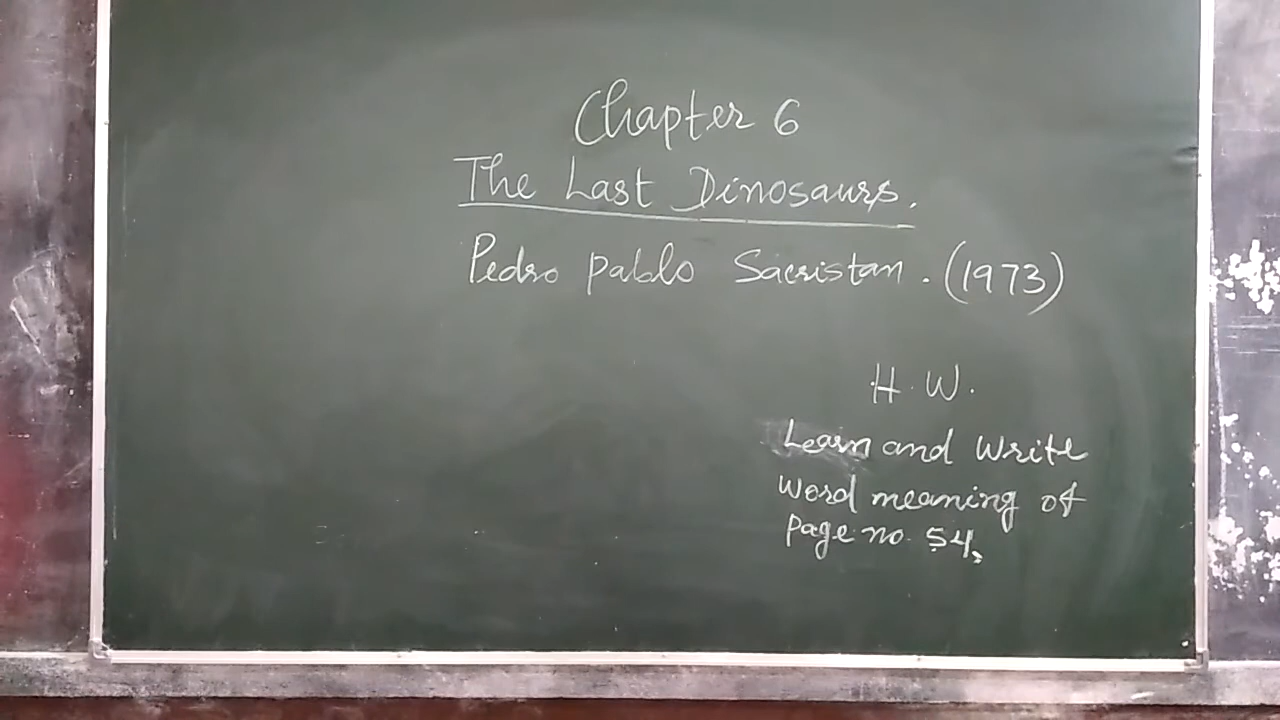 Chapter 6
The Last Dinosaurs.
Pedro Pablo Sacristan. (1973)
H.W.
Learn and Write
word meaning of
page no. 54.